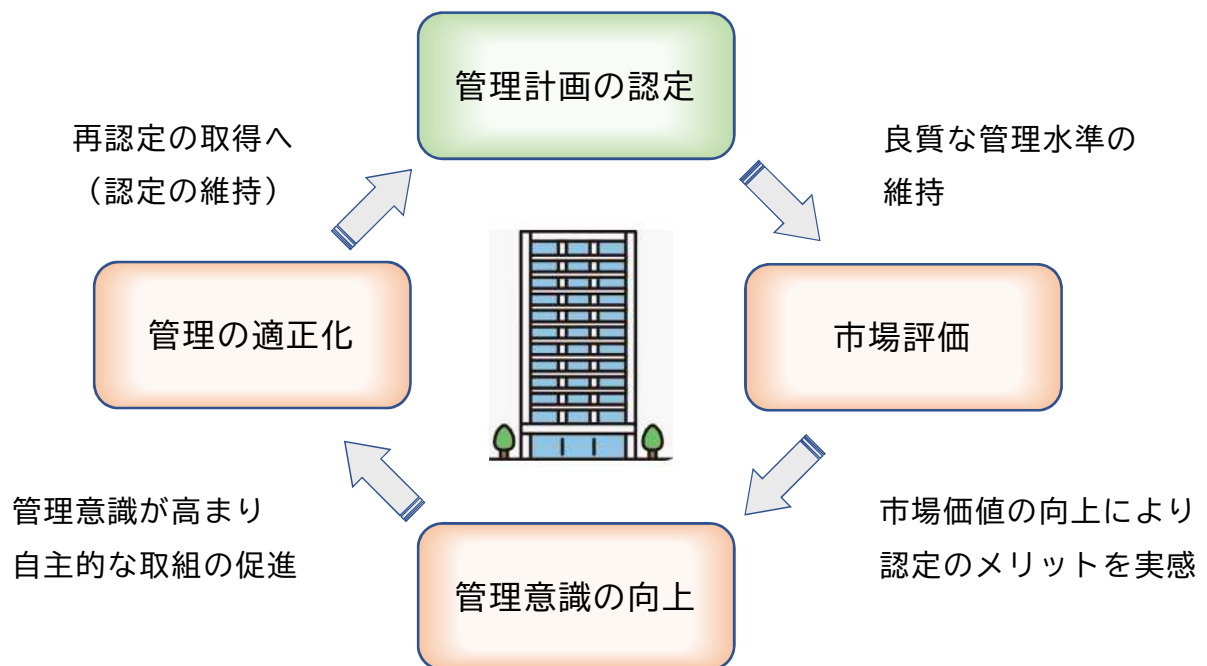 管理計画の認定
再認定の取得へ
（認定の維持）
良質な管理水準の
維持
管理の適正化
市場評価
管理意識が高まり
自主的な取組の促進
市場価値の向上により
認定のメリットを実感
管理意識の向上